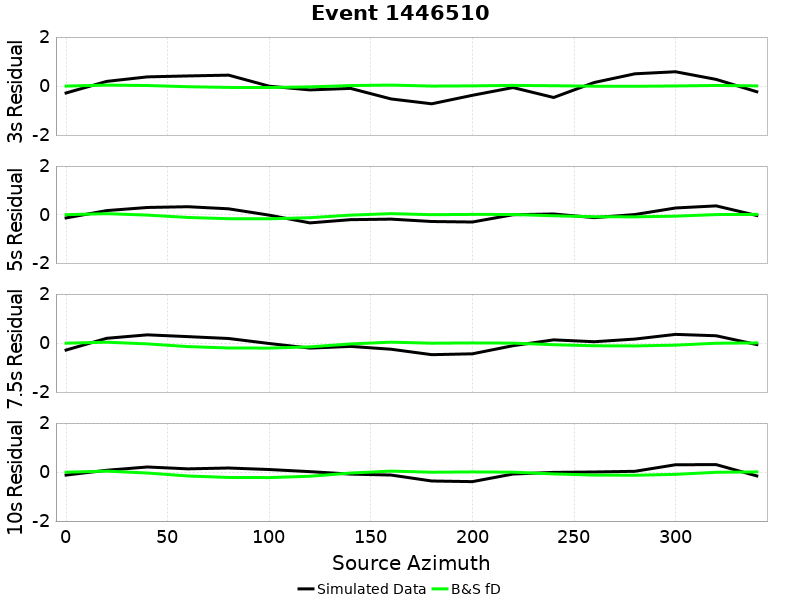 Event 1446510
3s Residual
2
0
-2
5s Residual
2
0
-2
7.5s Residual
2
0
-2
10s Residual
2
0
-2
0 50 100 150 200 250 300
Source Azimuth
Simulated Data B&S fD